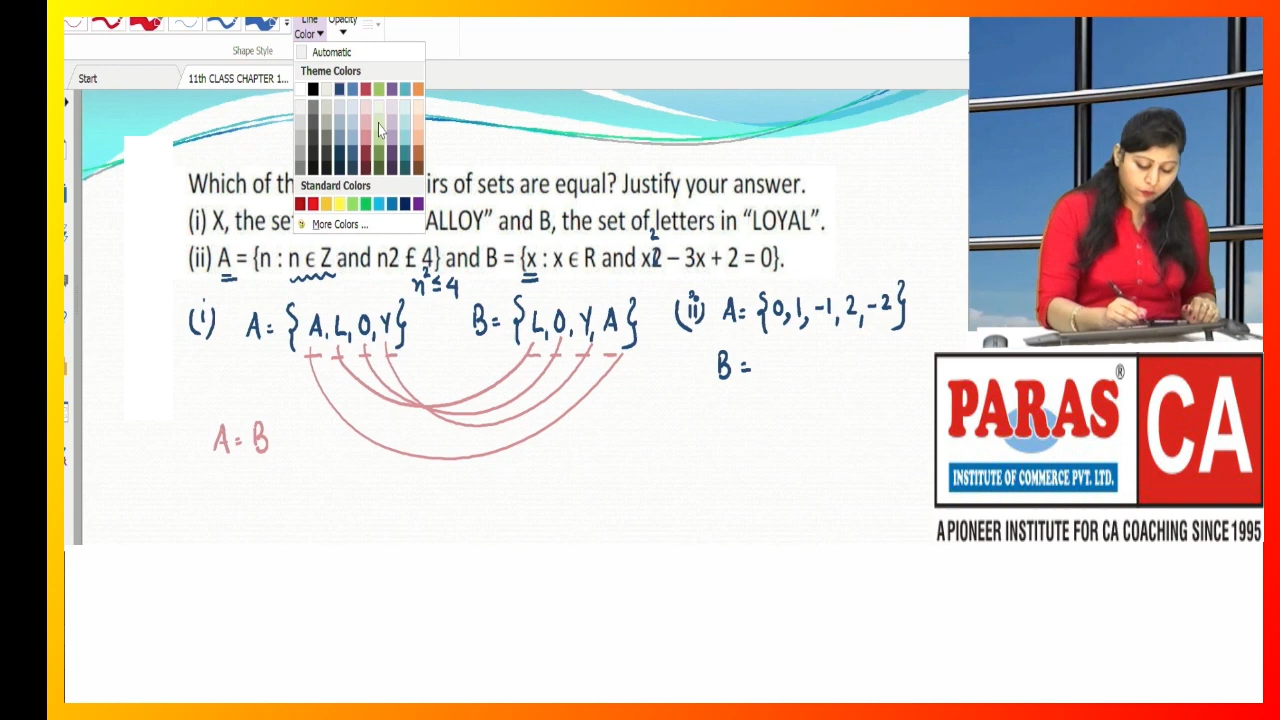 Line
Color
Opacity
Shape Style
Automatic
Start
11th CLASS CHAPTER 1...
Theme Colors
Standard Colors
More Colors ...
Which of th irs of sets are equal? Justify your answer.
(i) X, the se ALLOY” and B, the set of letters in “LOYAL”.
(ii) A = {n : n ϵ Z and n2 £ 4} and B = {x : x ϵ R and x2 – 3x + 2 = 0}.
n² ≤ 4
(i) A = {A, L, O, Y} B = {L, O, Y, A} (ii) A = {0, 1, -1, 2, -2}
B =
A = B
PARAS ®
INSTITUTE OF COMMERCE PVT. LTD.
CA
A PIONEER INSTITUTE FOR CA COACHING SINCE 1995